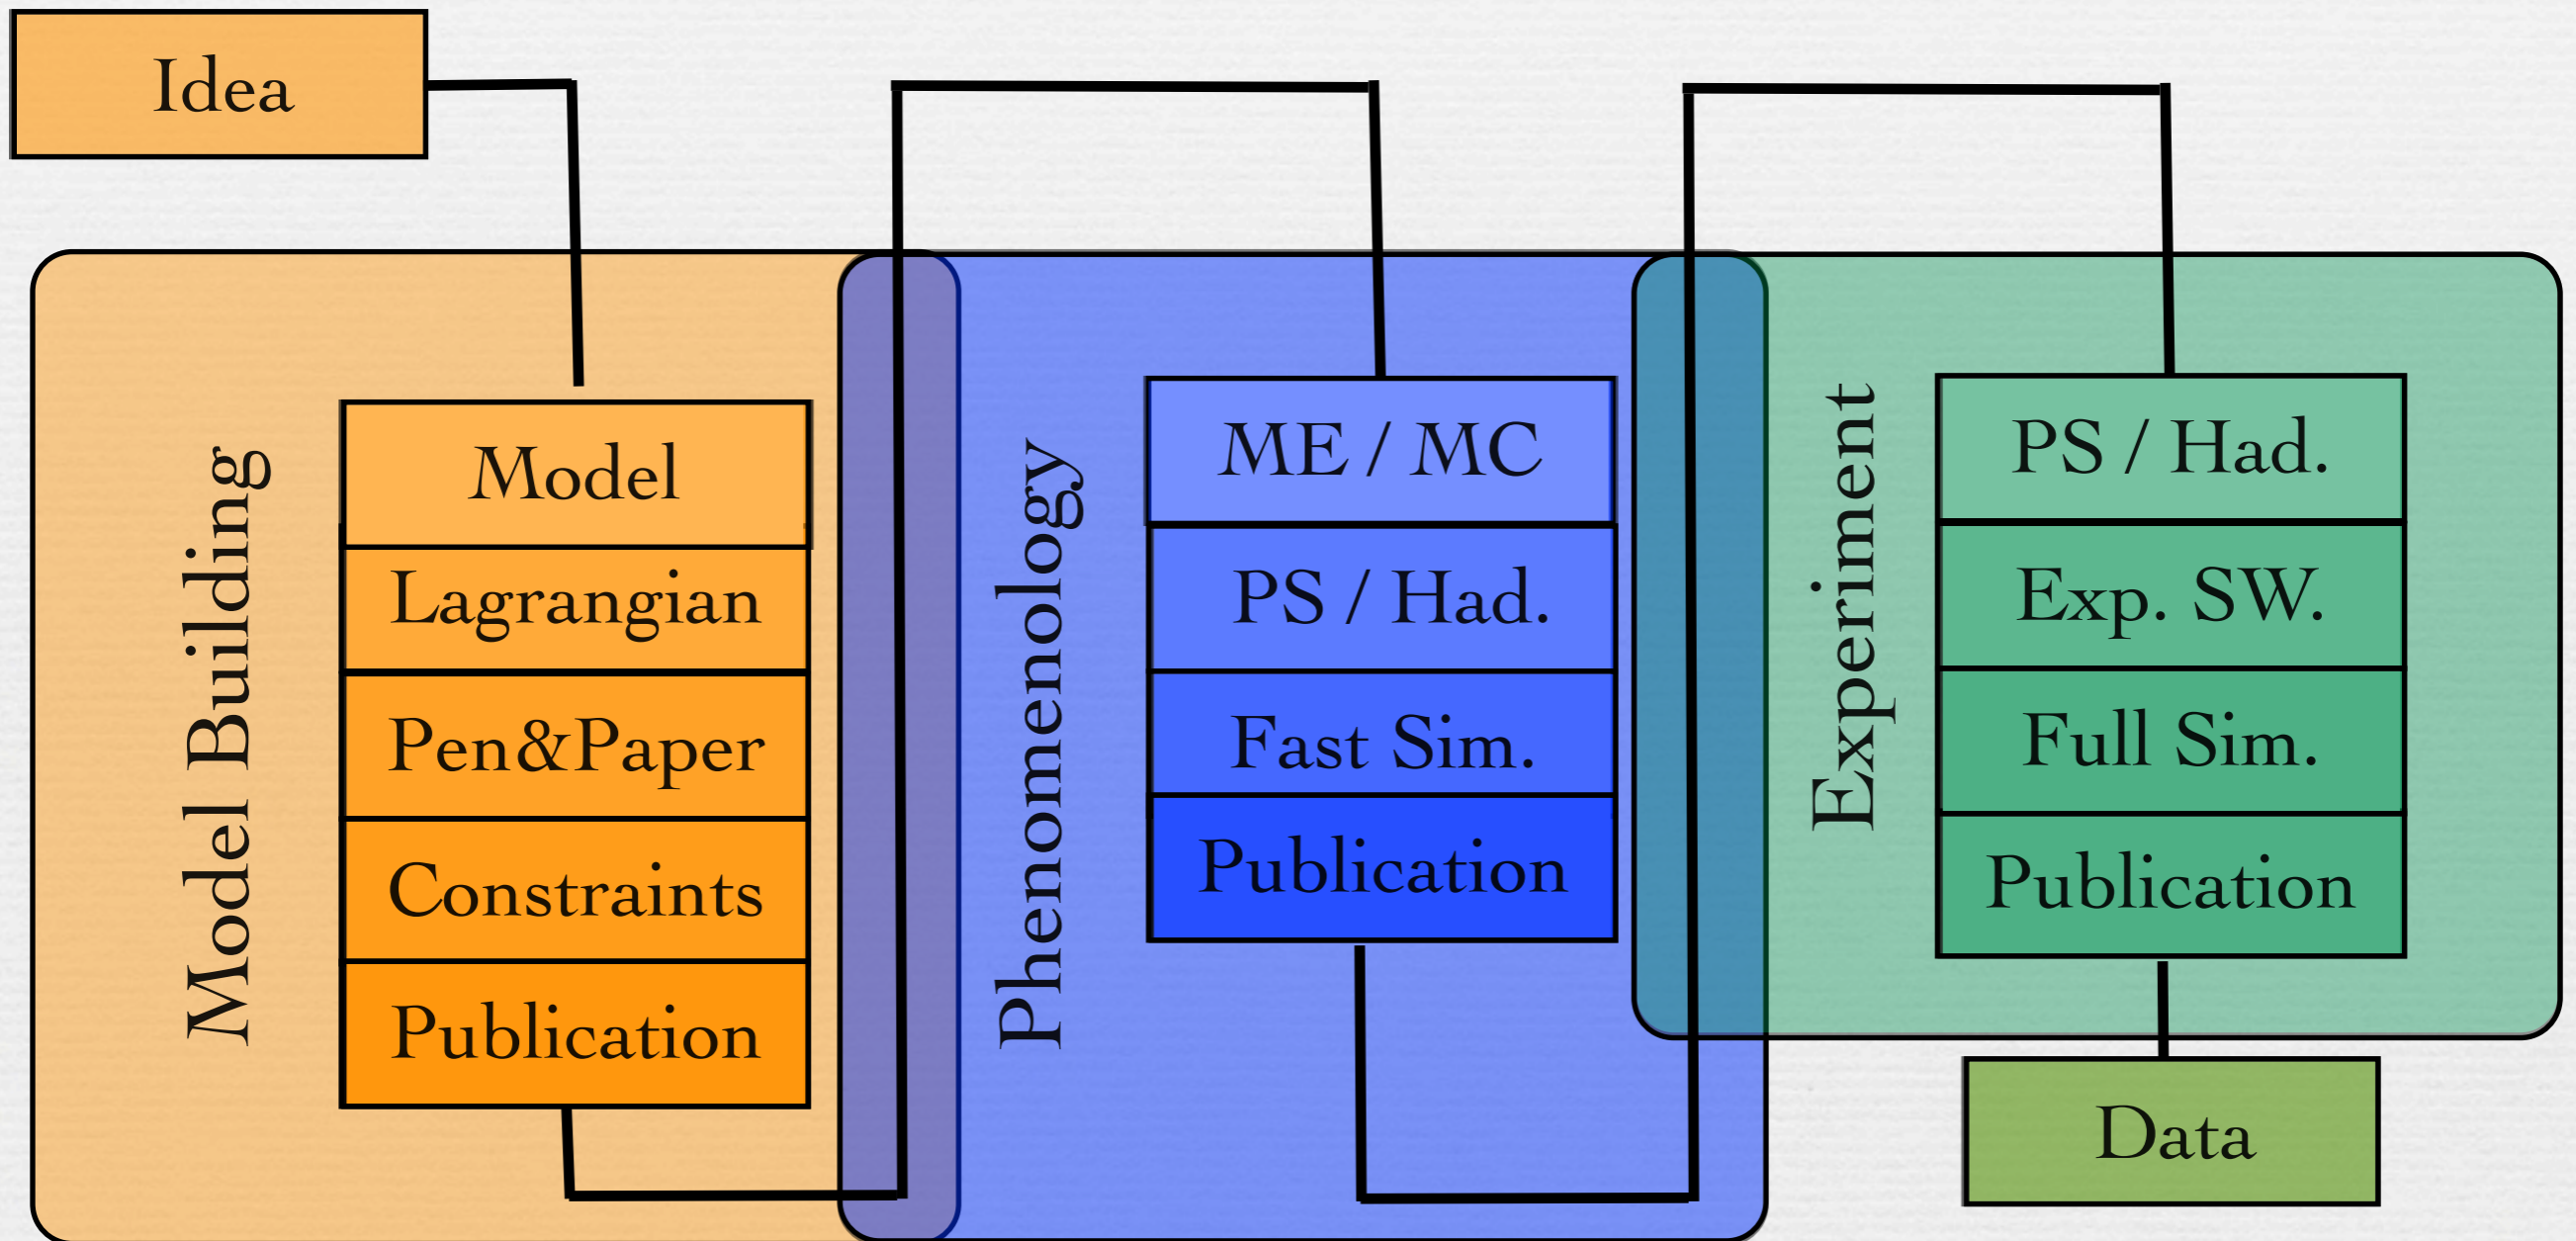 Idea
Model Building
Model
Lagrangian
Pen&Paper
Constraints
Publication
Phenomenology
ME / MC
PS / Had.
Fast Sim.
Publication
Experiment
PS / Had.
Exp. SW.
Full Sim.
Publication
Data